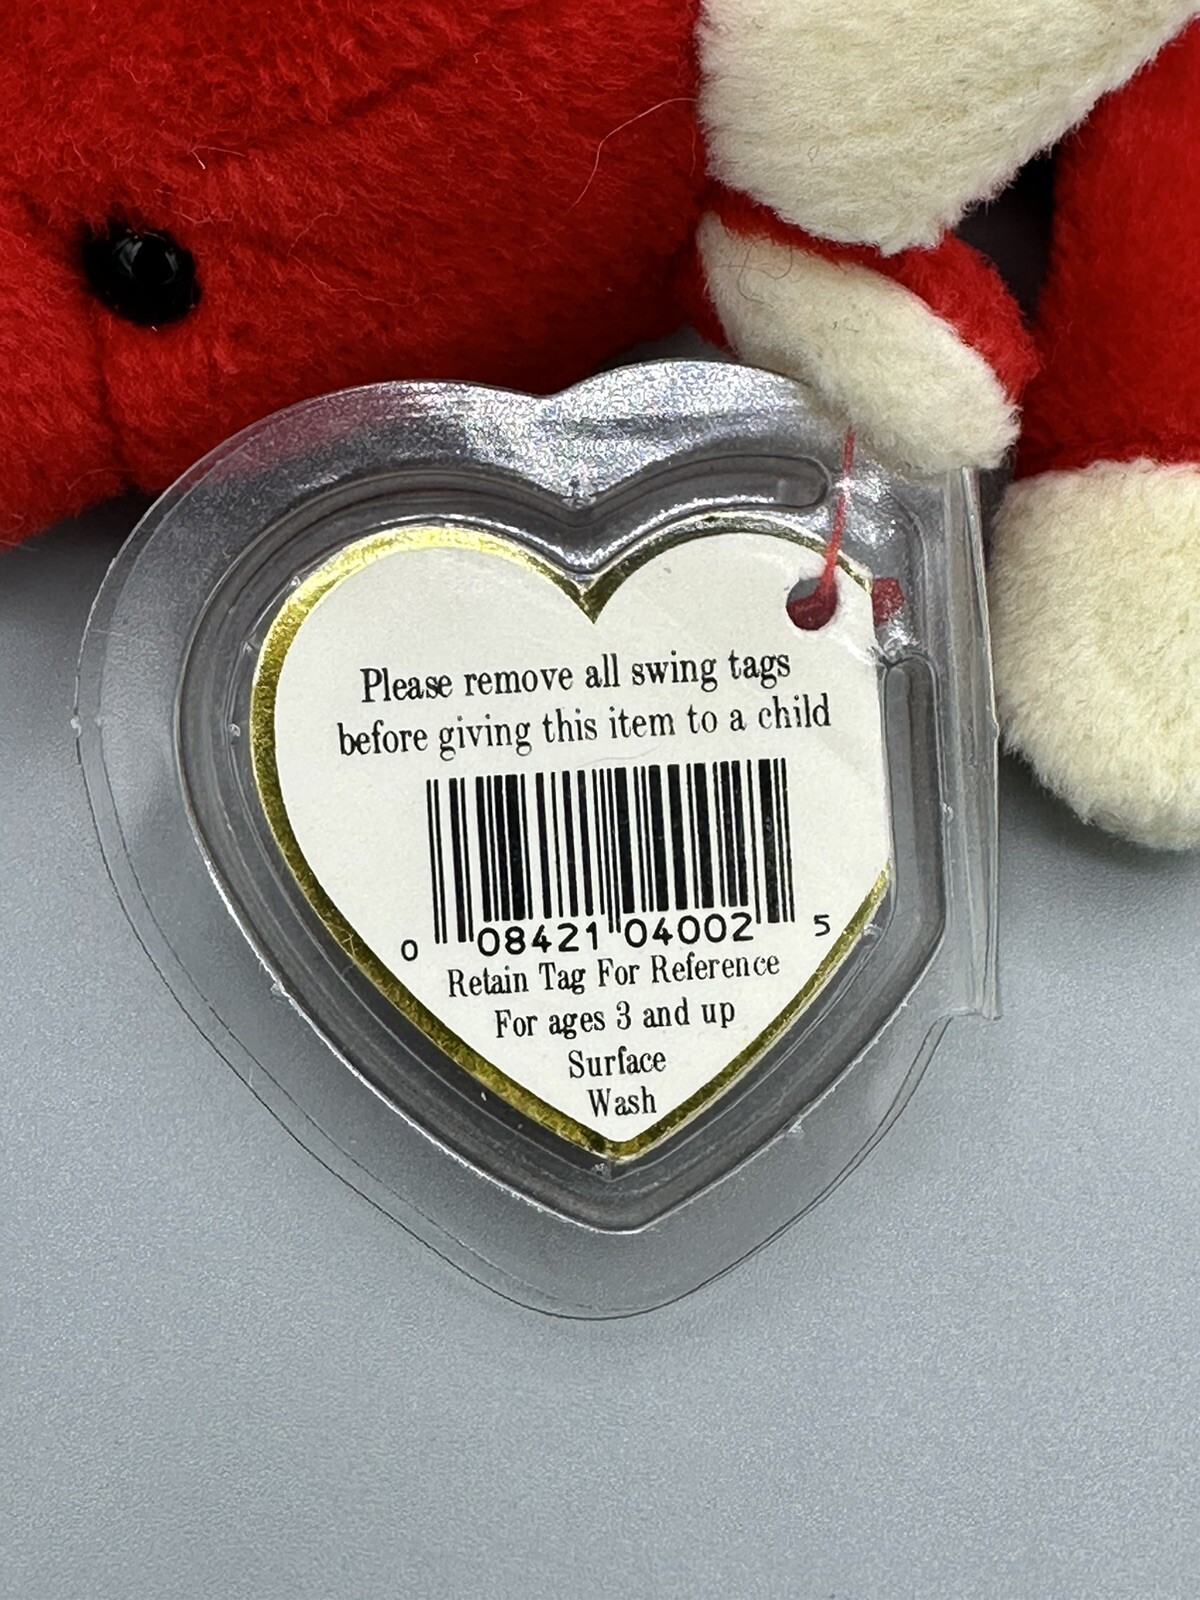 Please remove all swing tags
before giving this item to a child
0 08421 04002 5
Retain Tag For Reference
For ages 3 and up
Surface
Wash